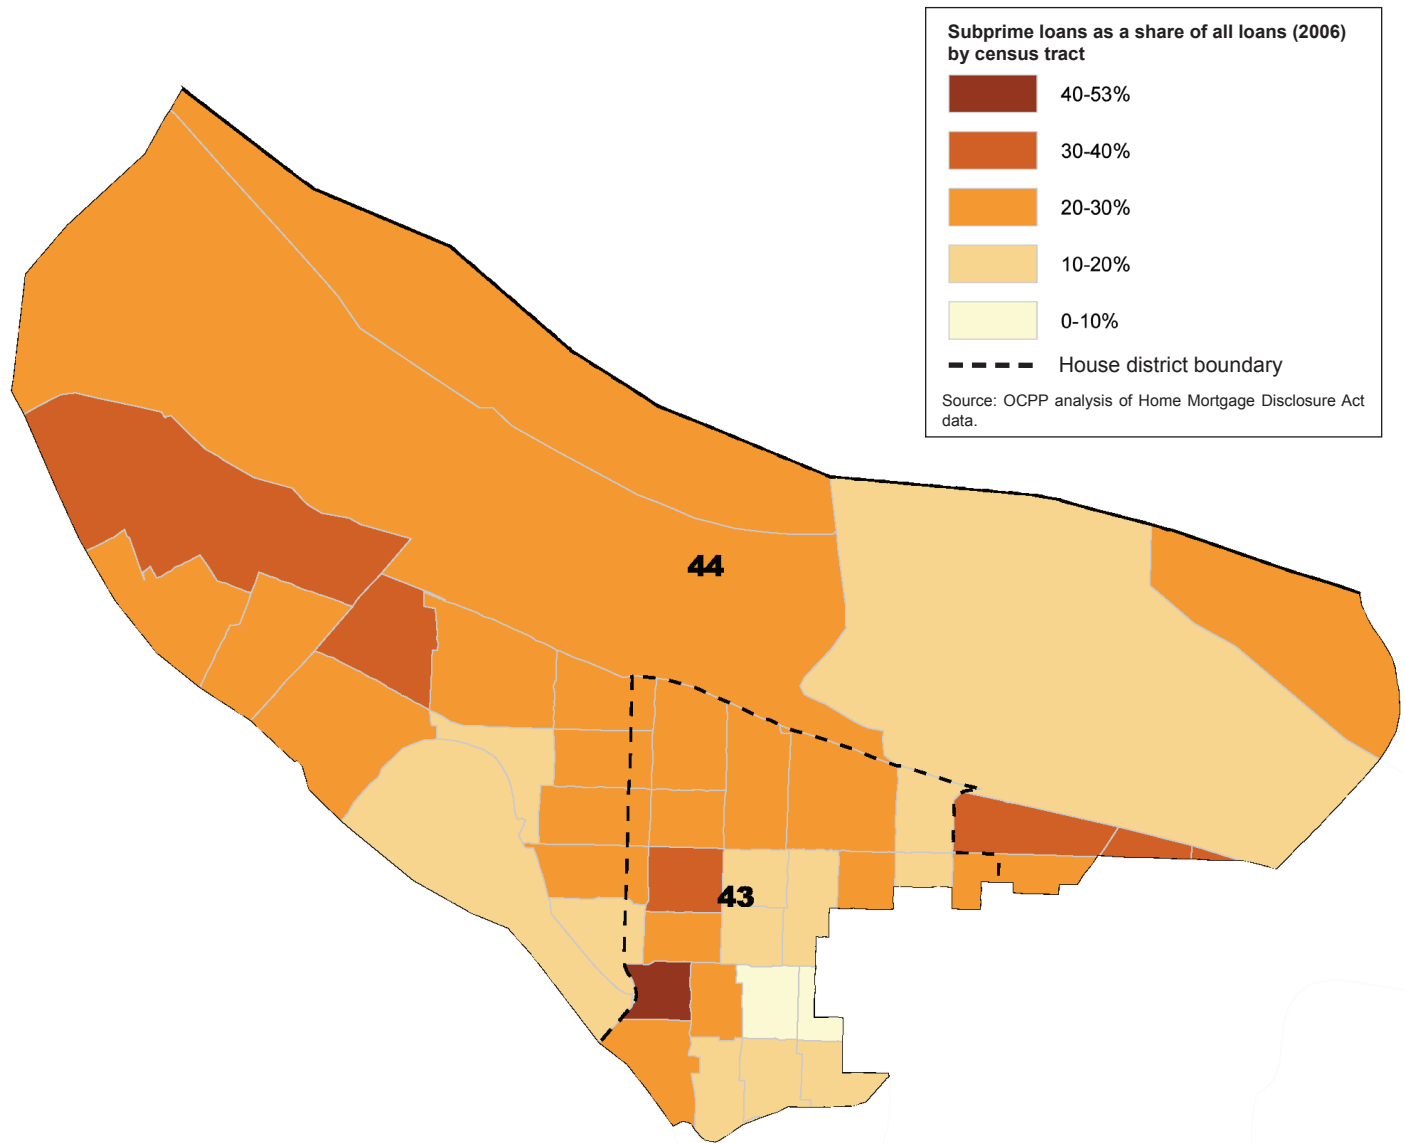 Subprime loans as a share of all loans (2006)
by census tract
40-53%
30-40%
20-30%
10-20%
0-10%
House district boundary
Source: OCPP analysis of Home Mortgage Disclosure Act
data.
44
43